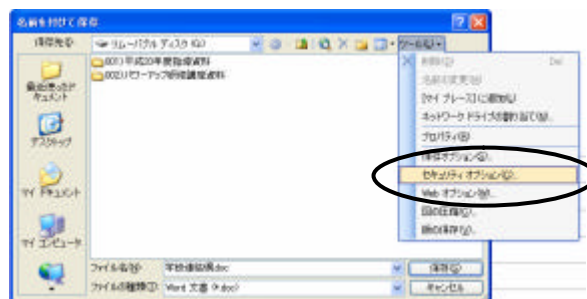 名前を付けて保存
保存先(I): リムーバブル ディスク (G:) ツール(L)
001)平成20年度指導資料
002)パワーアップ研修講座資料
最近使ったドキュメント
デスクトップ
マイ ドキュメント
マイ コンピュータ
削除(D) Del
名前の変更(M)
[マイ プレース] に追加(P)
ネットワーク ドライブの割り当て(N)...
プロパティ(R)
保存オプション(S)...
セキュリティ オプション(C)...
Web オプション(W)...
図の圧縮(I)...
版の保存(V)...
ファイル名(N): 学校連絡網.doc 保存(S)
ファイルの種類(T): Word 文書 (*.doc) キャンセル